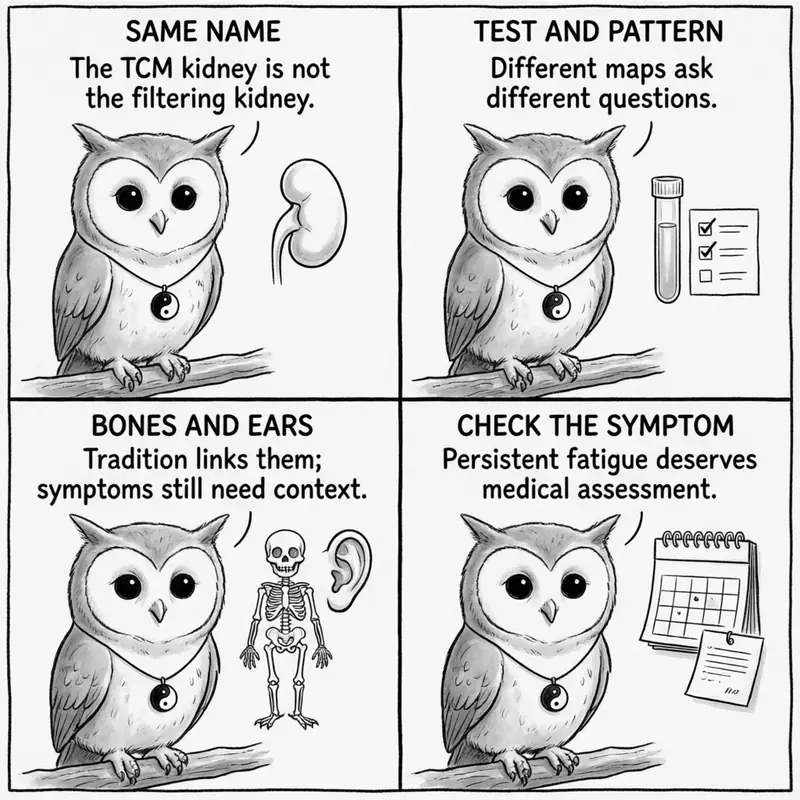 SAME NAME
The TCM kidney is not
the filtering kidney.
TEST AND PATTERN
Different maps ask
different questions.
BONES AND EARS
Tradition links them;
symptoms still need context.
CHECK THE SYMPTOM
Persistent fatigue deserves
medical assessment.